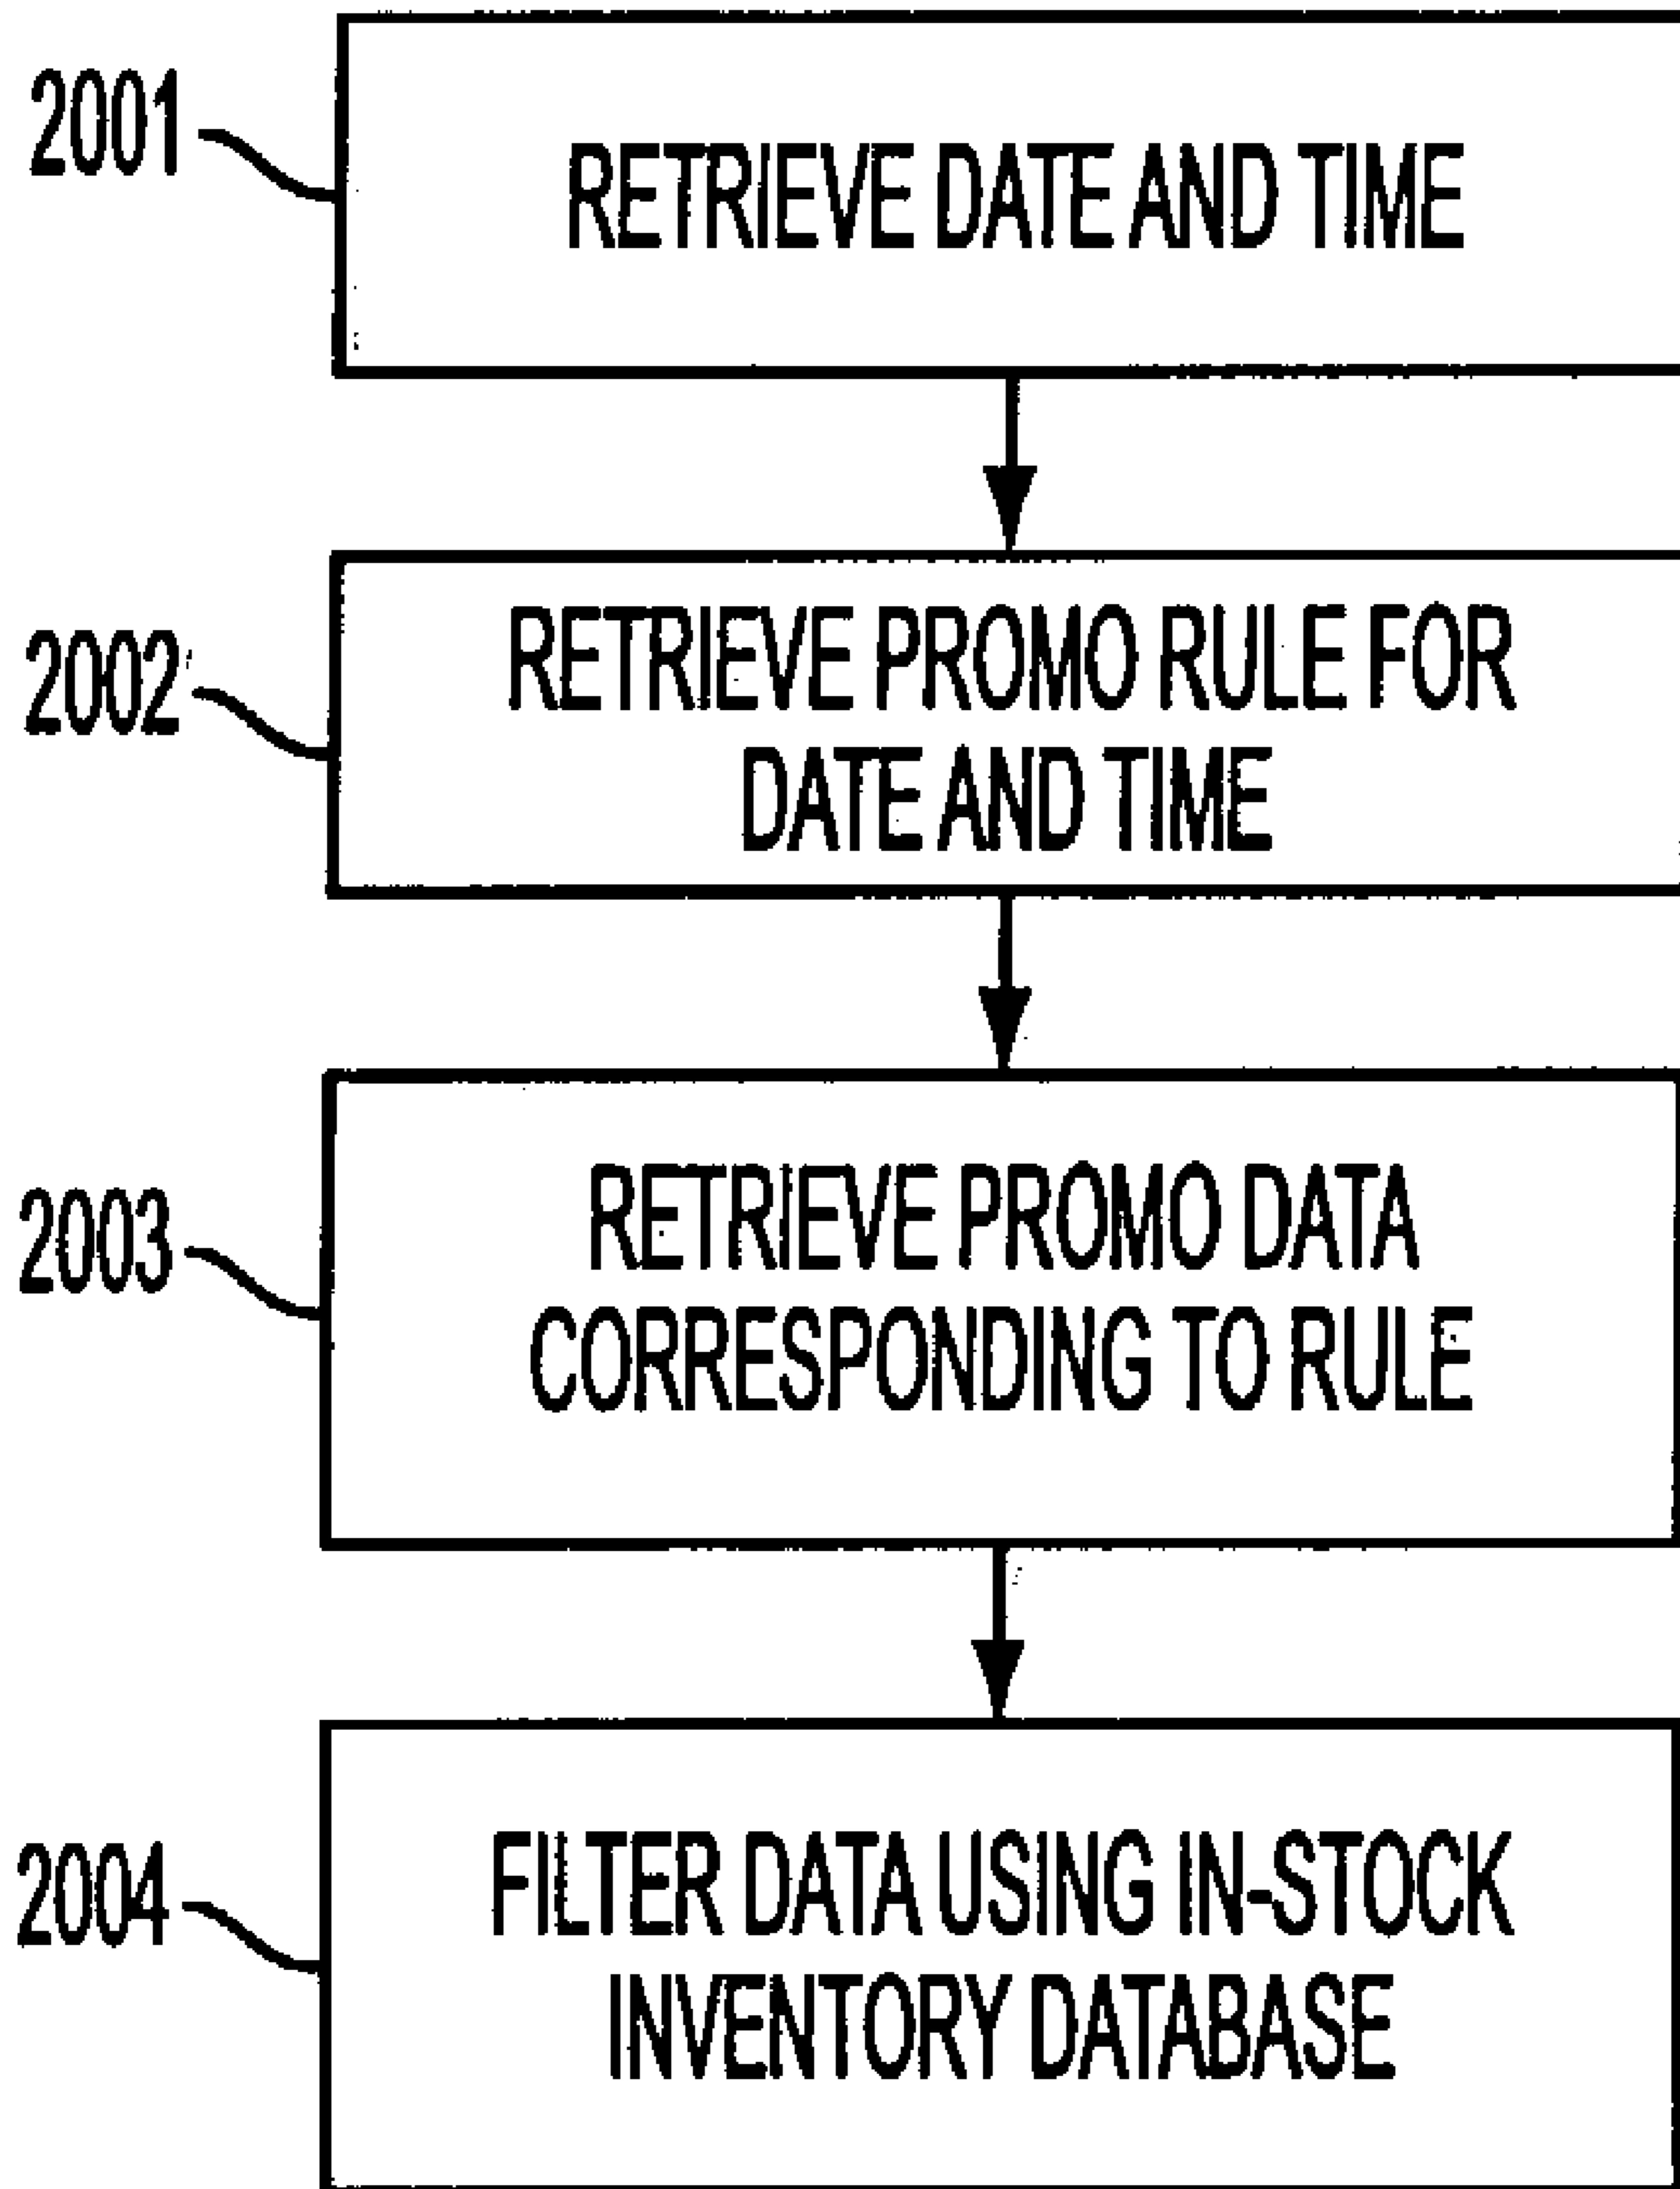 2001
RETRIEVE DATE AND TIME
2002
RETRIEVE PROMO RULE FOR
DATE AND TIME
2003
RETRIEVE PROMO DATA
CORRESPONDING TO RULE
2004
FILTER DATA USING IN-STOCK
INVENTORY DATABASE